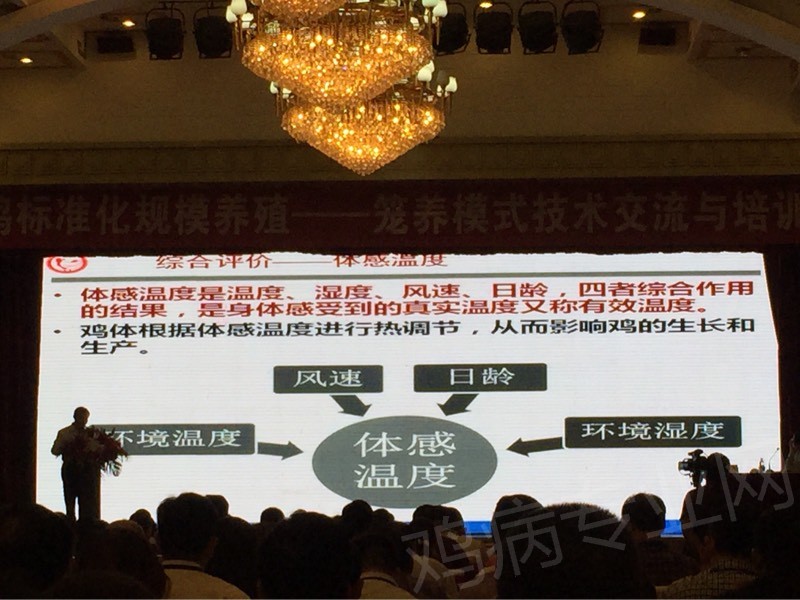 鸡标准化规模养殖——笼养模式技术交流与培训
综合评价——体感温度
• 体感温度是温度、湿度、风速、日龄，四者综合作用
的结果，是身体感受到的真实温度又称有效温度。
• 鸡体根据体感温度进行热调节，从而影响鸡的生长和
生产。
风速
日龄
环境温度
环境湿度
体感
温度
鸡病专业网